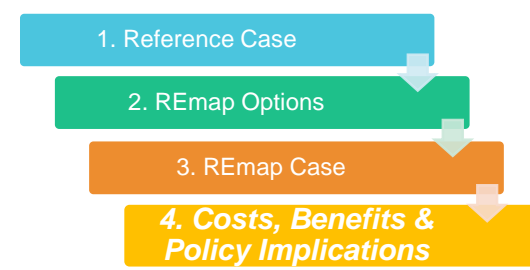 1. Reference Case
2. REmap Options
3. REmap Case
4. Costs, Benefits &
Policy Implications